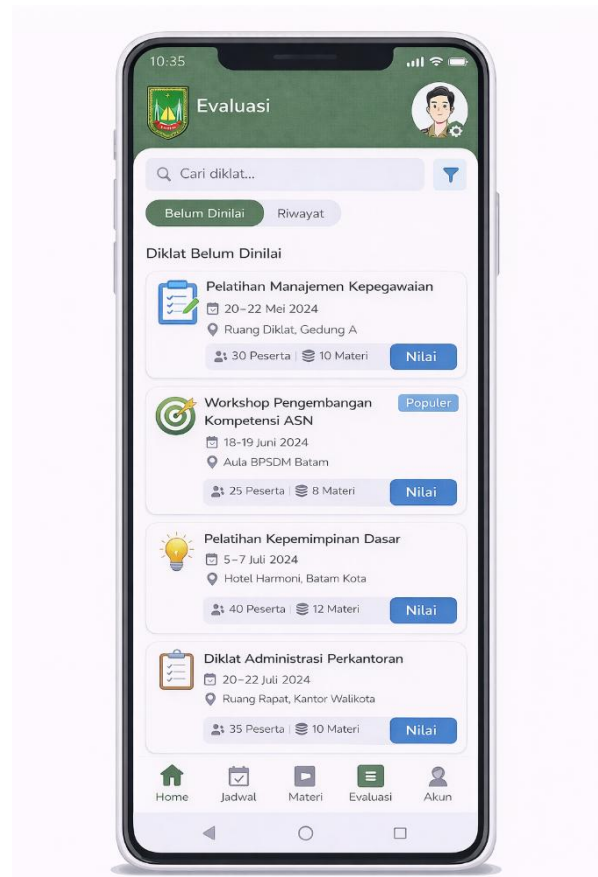 10:35
Evaluasi
Cari diklat...
Belum Dinilai Riwayat
Diklat Belum Dinilai
Pelatihan Manajemen Kepegawaian
20–22 Mei 2024
Ruang Diklat, Gedung A
30 Peserta | 10 Materi Nilai
Workshop Pengembangan Populer
Kompetensi ASN
18-19 Juni 2024
Aula BPSDM Batam
25 Peserta | 8 Materi Nilai
Pelatihan Kepemimpinan Dasar
5–7 Juli 2024
Hotel Harmoni, Batam Kota
40 Peserta | 12 Materi Nilai
Diklat Administrasi Perkantoran
20–22 Juli 2024
Ruang Rapat, Kantor Walikota
35 Peserta | 10 Materi Nilai
Home Jadwal Materi Evaluasi Akun